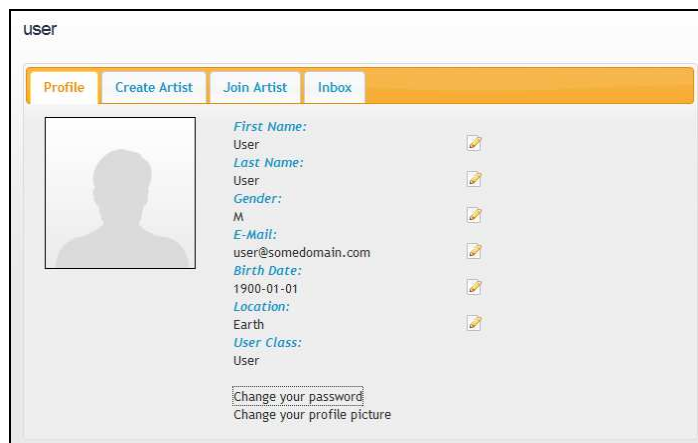 user
Profile Create Artist Join Artist Inbox
First Name:
User
Last Name:
User
Gender:
M
E-Mail:
user@somedomain.com
Birth Date:
1900-01-01
Location:
Earth
User Class:
User
Change your password
Change your profile picture